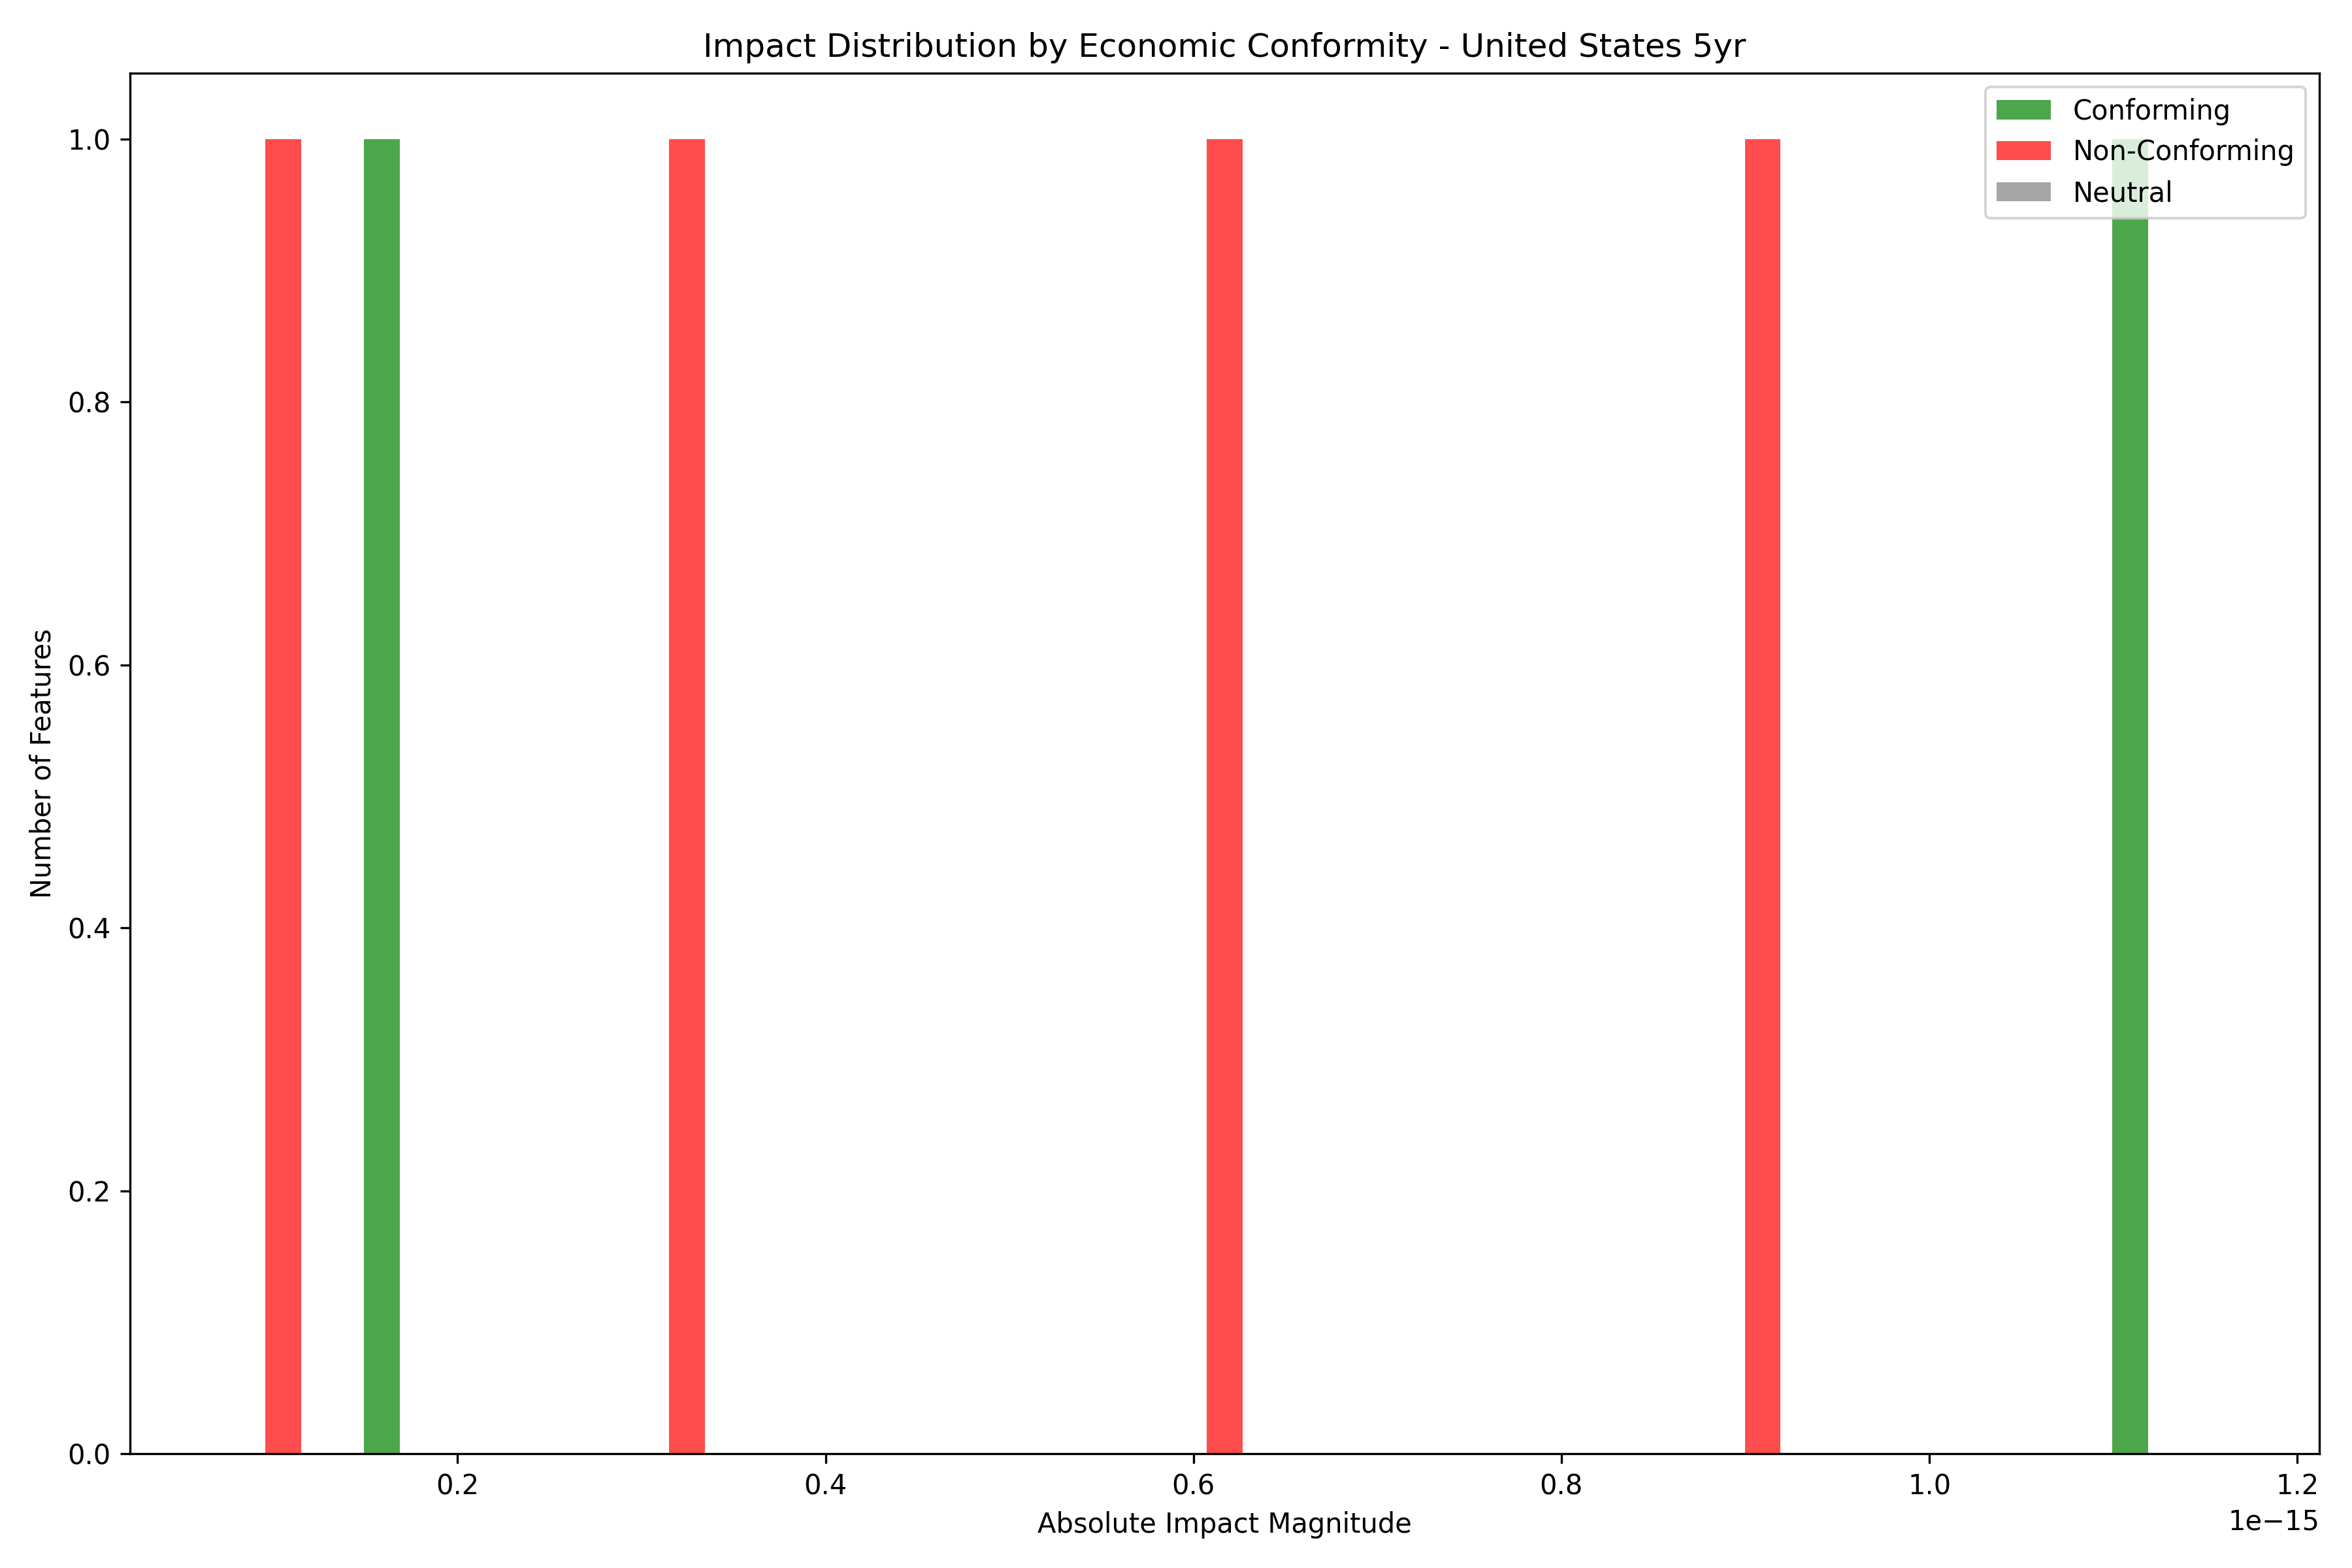 Impact Distribution by Economic Conformity - United States 5yr
Conforming
Non-Conforming
Neutral
Number of Features
1.0
0.8
0.6
0.4
0.2
0.0
0.2 0.4 0.6 0.8 1.0 1.2
1e−15
Absolute Impact Magnitude